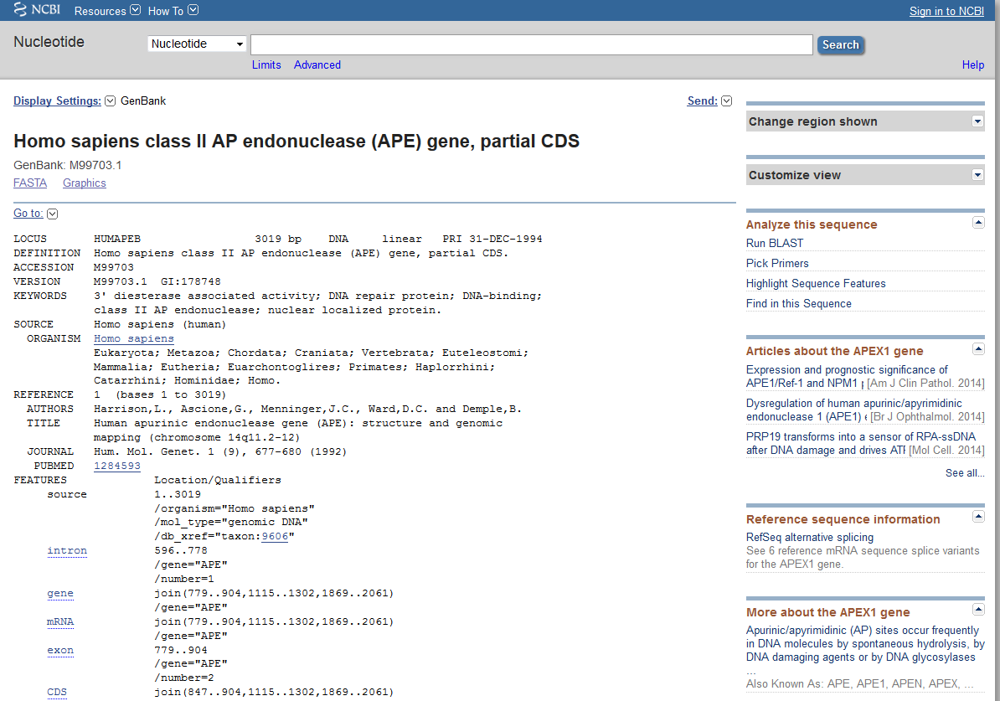 NCBI Resources How To Sign in to NCBI
Nucleotide Nucleotide Search
Limits Advanced Help
Display Settings: GenBank Send:
Homo sapiens class II AP endonuclease (APE) gene, partial CDS
GenBank: M99703.1
FASTA Graphics
Go to:
LOCUS HUMAPEB 3019 bp DNA linear PRI 31-DEC-1994
DEFINITION Homo sapiens class II AP endonuclease (APE) gene, partial CDS.
ACCESSION M99703
VERSION M99703.1 GI:178748
KEYWORDS 3' diesterase associated activity; DNA repair protein; DNA-binding;
class II AP endonuclease; nuclear localized protein.
SOURCE Homo sapiens (human)
ORGANISM Homo sapiens
Eukaryota; Metazoa; Chordata; Craniata; Vertebrata; Euteleostomi;
Mammalia; Eutheria; Euarchontoglires; Primates; Haplorrhini;
Catarrhini; Hominidae; Homo.
REFERENCE 1 (bases 1 to 3019)
AUTHORS Harrison,L., Ascione,G., Menninger,J.C., Ward,D.C. and Demple,B.
TITLE Human apurinic endonuclease gene (APE): structure and genomic
mapping (chromosome 14q11.2-12)
JOURNAL Hum. Mol. Genet. 1 (9), 677-680 (1992)
PUBMED 1284593
FEATURES Location/Qualifiers
source 1..3019
/organism="Homo sapiens"
/mol_type="genomic DNA"
/db_xref="taxon:9606"
intron 596..778
/gene="APE"
/number=1
gene join(779..904,1115..1302,1869..2061)
/gene="APE"
mRNA join(779..904,1115..1302,1869..2061)
/gene="APE"
exon 779..904
/gene="APE"
/number=2
CDS join(847..904,1115..1302,1869..2061)
Change region shown
Customize view
Analyze this sequence
Run BLAST
Pick Primers
Highlight Sequence Features
Find in this Sequence
Articles about the APEX1 gene
Expression and prognostic significance of
APE1/Ref-1 and NPM1 [Am J Clin Pathol. 2014]
Dysregulation of human apurinic/apyrimidinic
endonuclease 1 (APE1) [Br J Ophthalmol. 2014]
PRP19 transforms into a sensor of RPA-ssDNA
after DNA damage and drives [Mol Cell. 2014]
See all...
Reference sequence information
RefSeq alternative splicing
See 6 reference mRNA sequence splice variants
for the APEX1 gene.
More about the APEX1 gene
Apurinic/apyrimidinic (AP) sites occur frequently
in DNA molecules by spontaneous hydrolysis, by
DNA damaging agents or by DNA glycosylases
...
Also Known As: APE, APE1, APEN, APEX, ...